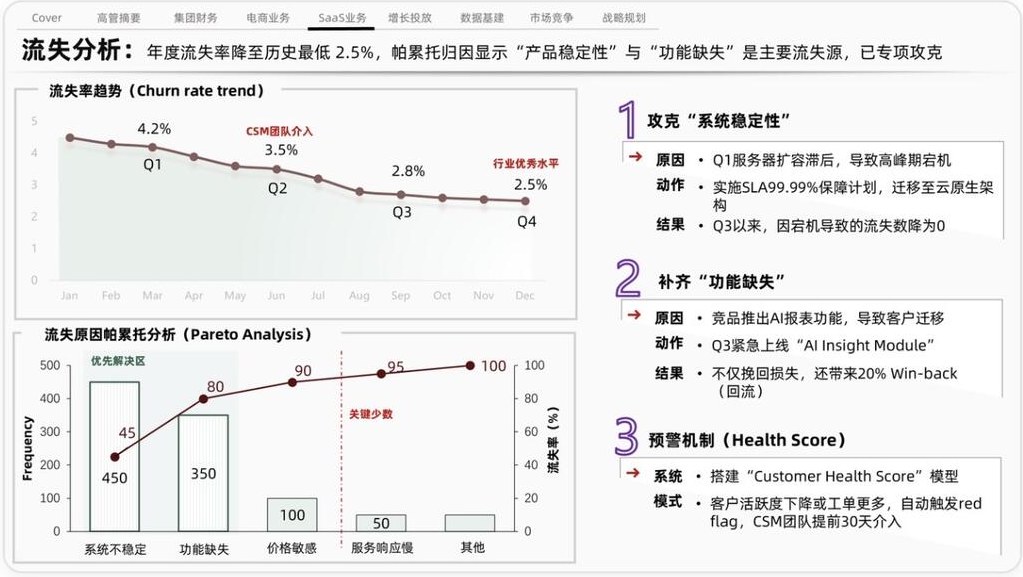 Cover 高管摘要 集团财务 电商业务 SaaS业务 增长投放 数据基建 市场竞争 战略规划
流失分析：年度流失率降至历史最低 2.5%，帕累托归因显示“产品稳定性”与“功能缺失”是主要流失源，已专项攻克
流失率趋势（Churn rate trend）
5
4
3
2
1
0
4.2%
Q1
CSM团队介入
3.5%
Q2
2.8%
Q3
行业优秀水平
2.5%
Q4
Jan Feb Mar Apr May Jun Jul Aug Sep Oct Nov Dec
流失原因帕累托分析（Pareto Analysis）
优先解决区
关键少数
Frequency
500
400
300
200
100
0
45 80 90 95 100
450 350 100 50
100
80
60
40
20
0
流失率（%）
系统不稳定 功能缺失 价格敏感 服务响应慢 其他
1 攻克“系统稳定性”
原因 • Q1服务器扩容滞后，导致高峰期宕机
动作 • 实施SLA99.99%保障计划，迁移至云原生架
构
结果 • Q3以来，因宕机导致的流失数降为0
2 补齐“功能缺失”
原因 • 竞品推出AI报表功能，导致客户迁移
动作 • Q3紧急上线“AI Insight Module”
结果 • 不仅挽回损失，还带来20% Win-back
（回流）
3 预警机制（Health Score）
系统 • 搭建“Customer Health Score”模型
模式 • 客户活跃度下降或工单更多，自动触发red
flag，CSM团队提前30天介入